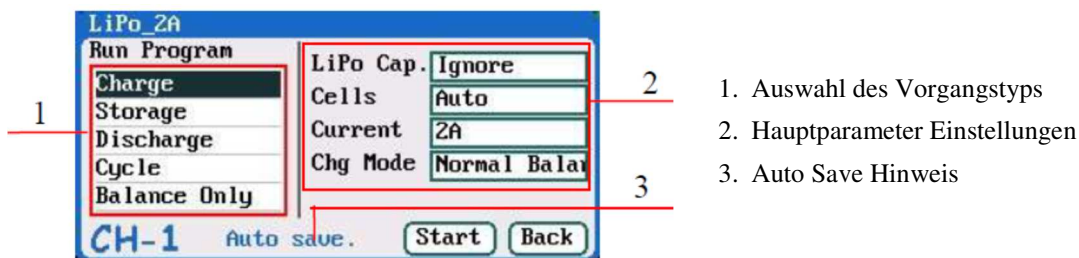 LiPo_2A
Run Program
Charge
Storage
Discharge
Cycle
Balance Only
LiPo Cap. Ignore
Cells Auto
Current 2A
Chg Mode Normal Balan
CH-1 Auto save. Start Back
1
2
3
1. Auswahl des Vorgangstyps
2. Hauptparameter Einstellungen
3. Auto Save Hinweis